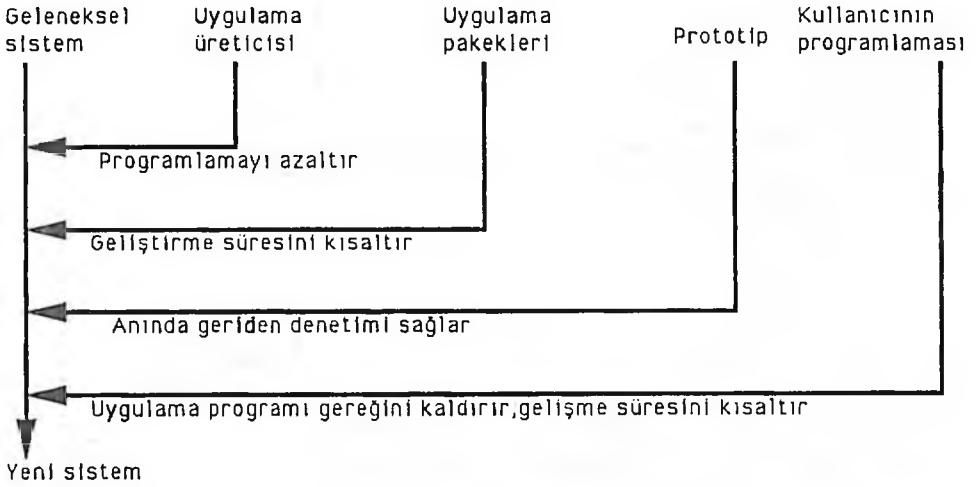 Geleneksel
sistem
Uygulama
üreticisi
Uygulama
pakekleri
Prototip
Kullanıcının
programlaması
Programlamayı azaltır
Geliştirme süresini kısaltır
Anında geriden denetimi sağlar
Uygulama programı gereğini kaldırır,gelişme süresini kısaltır
Yeni sistem